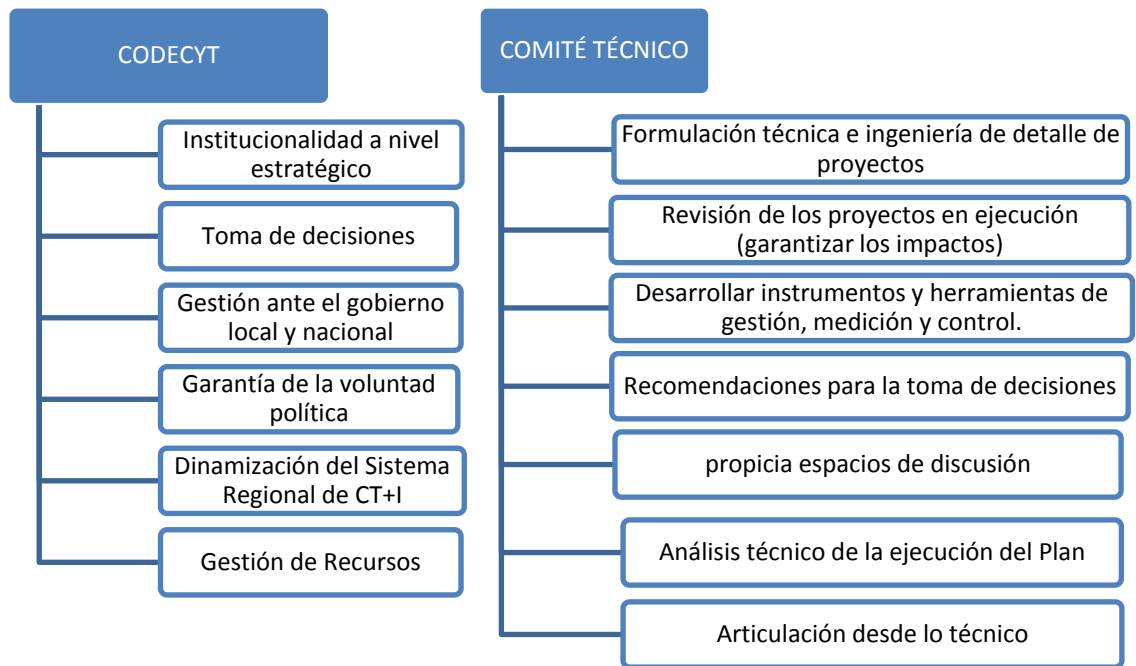 CODECYT
Institucionalidad a nivel
estratégico
Toma de decisiones
Gestión ante el gobierno
local y nacional
Garantía de la voluntad
política
Dinamización del Sistema
Regional de CT+I
Gestión de Recursos
COMITÉ TÉCNICO
Formulación técnica e ingeniería de detalle de
proyectos
Revisión de los proyectos en ejecución
(garantizar los impactos)
Desarrollar instrumentos y herramientas de
gestión, medición y control.
Recomendaciones para la toma de decisiones
propicia espacios de discusión
Análisis técnico de la ejecución del Plan
Articulación desde lo técnico